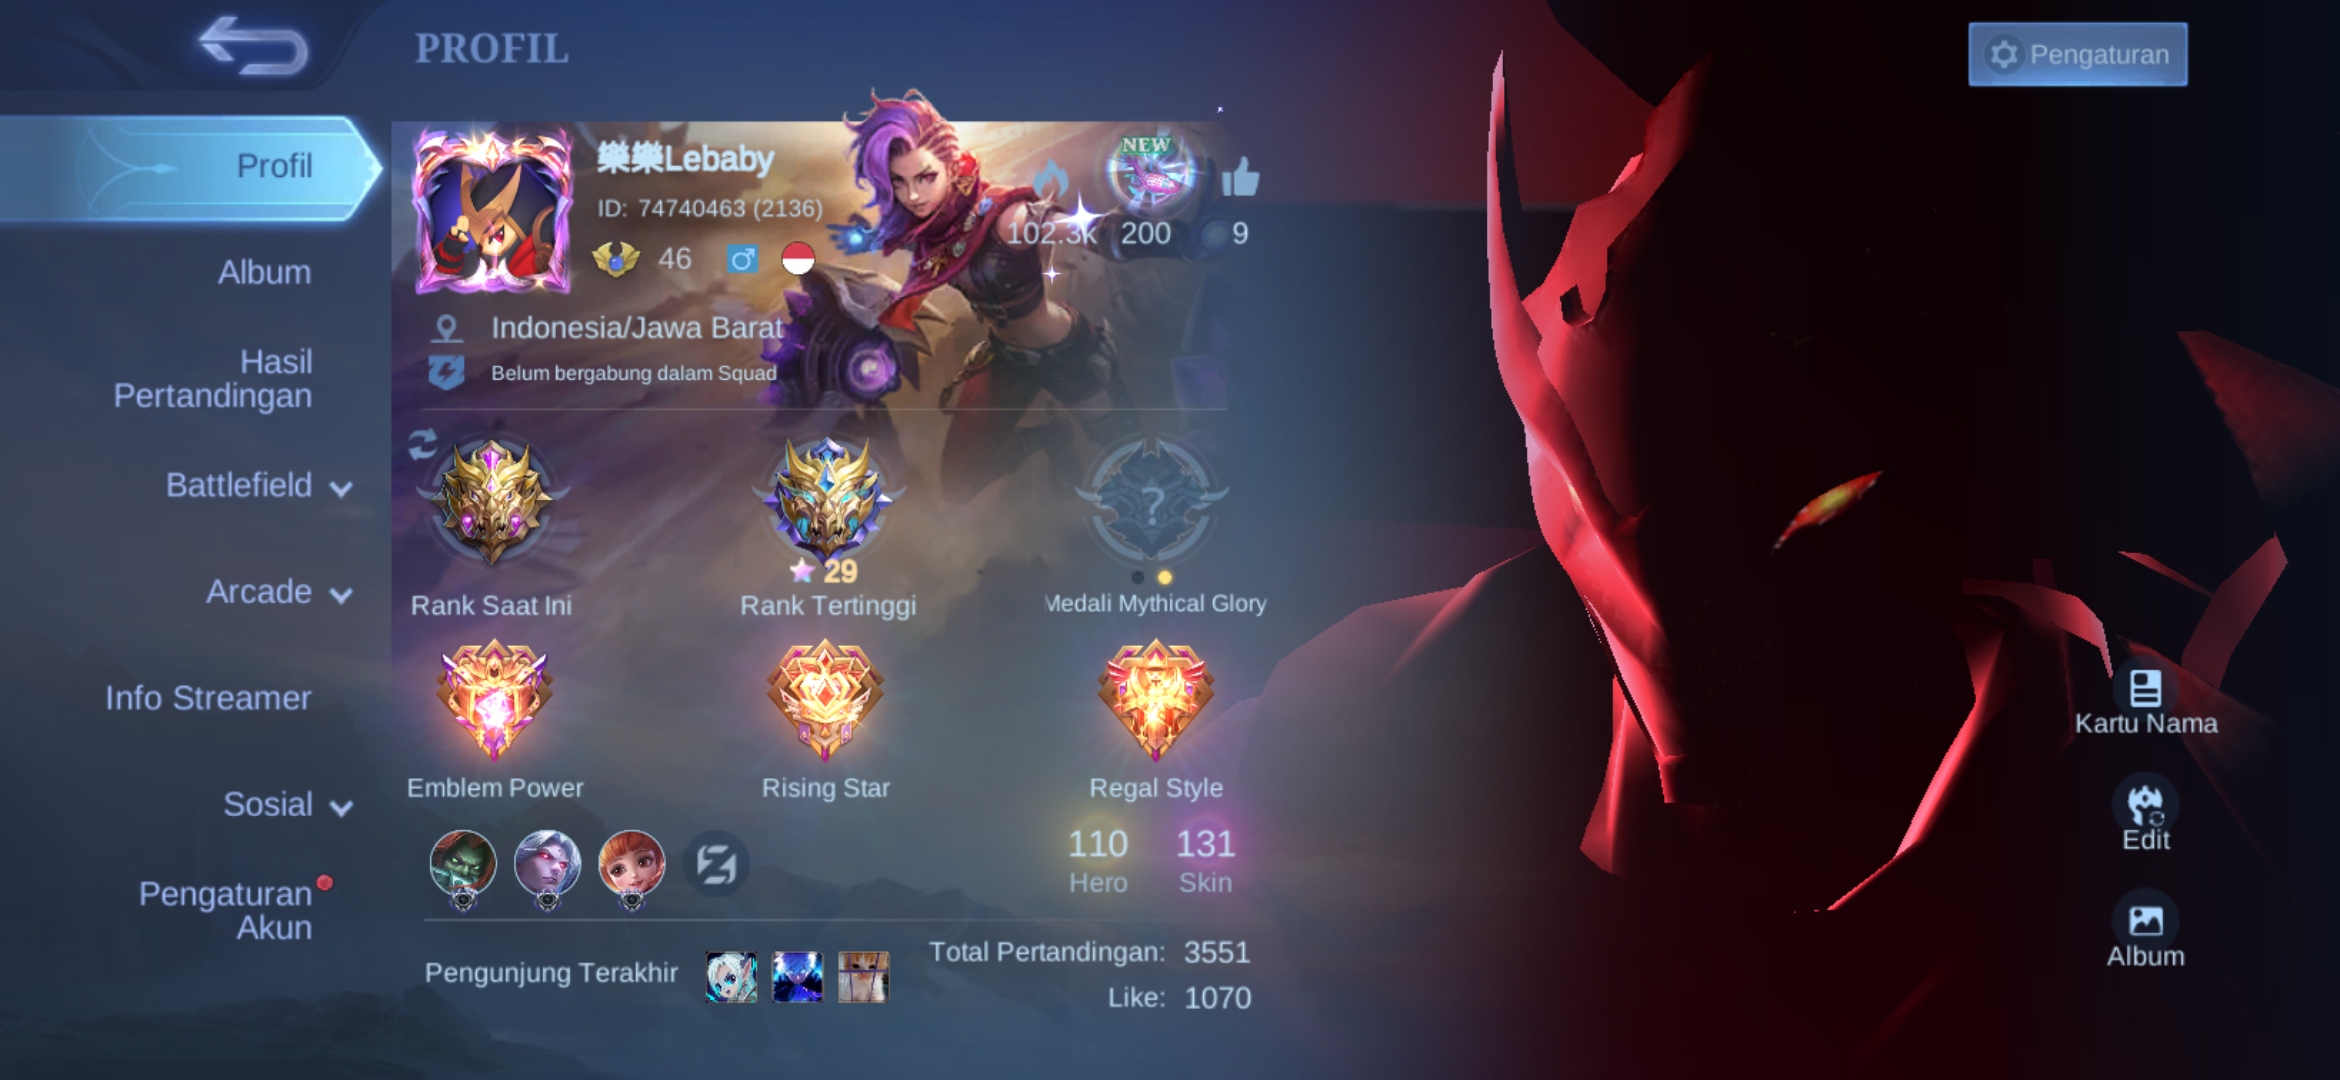 PROFIL
Pengaturan
Profil
Album
Hasil
Pertandingan
Battlefield
Arcade
Info Streamer
Sosial
Pengaturan
Akun
樂樂Lebaby
ID: 74740463 (2136)
46
NEW
102.3k 200 9
Indonesia/Jawa Barat
Belum bergabung dalam Squad
29
?
Rank Saat Ini Rank Tertinggi Medali Mythical Glory
Emblem Power Rising Star Regal Style
110 131
Hero Skin
Pengunjung Terakhir
Total Pertandingan: 3551
Like: 1070
Kartu Nama
Edit
Album